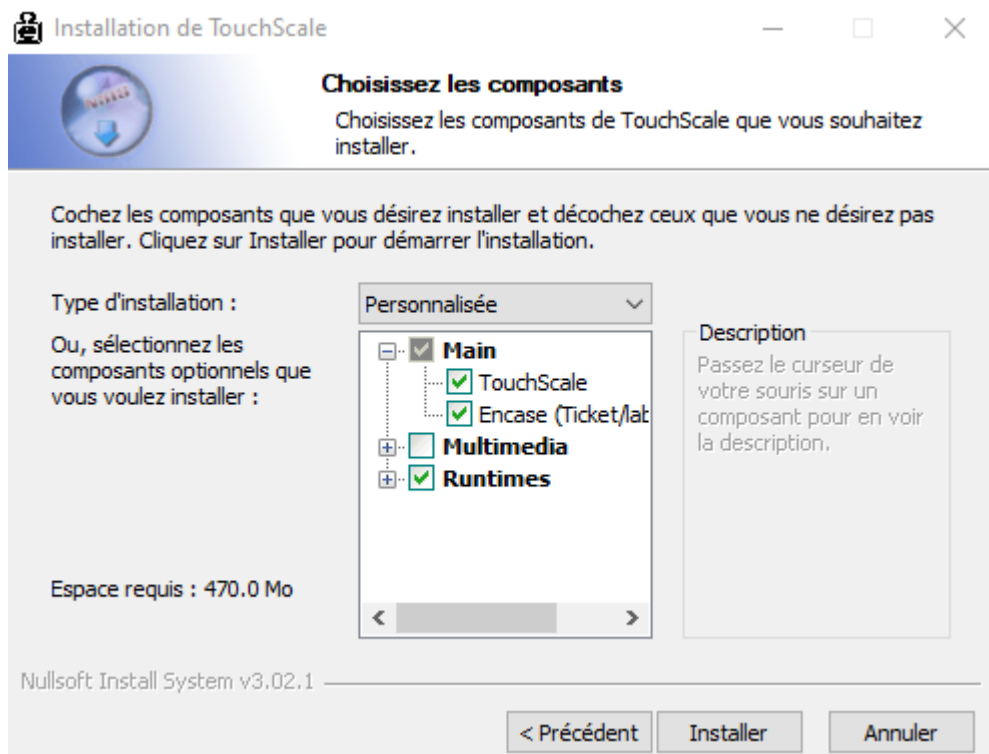 Installation de TouchScale
NSIS
Choisissez les composants
Choisissez les composants de TouchScale que vous souhaitez
installer.
Cochez les composants que vous désirez installer et décochez ceux que vous ne désirez pas
installer. Cliquez sur Installer pour démarrer l'installation.
Type d'installation :
Personnalisée
Ou, sélectionnez les
composants optionnels que
vous voulez installer :
Main
TouchScale
Encase (Ticket/lab
Multimedia
Runtimes
Description
Passez le curseur de
votre souris sur un
composant pour en voir
la description.
Espace requis : 470.0 Mo
Nullsoft Install System v3.02.1
< Précédent
Installer
Annuler